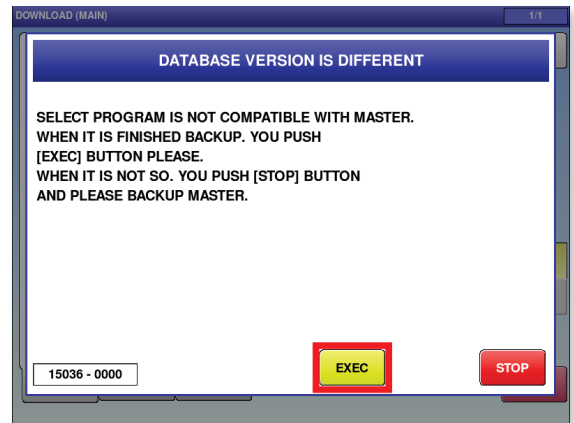 DOWNLOAD (MAIN) 1/1
DATABASE VERSION IS DIFFERENT
SELECT PROGRAM IS NOT COMPATIBLE WITH MASTER.
WHEN IT IS FINISHED BACKUP. YOU PUSH
[EXEC] BUTTON PLEASE.
WHEN IT IS NOT SO. YOU PUSH [STOP] BUTTON
AND PLEASE BACKUP MASTER.
15036 - 0000
EXEC
STOP